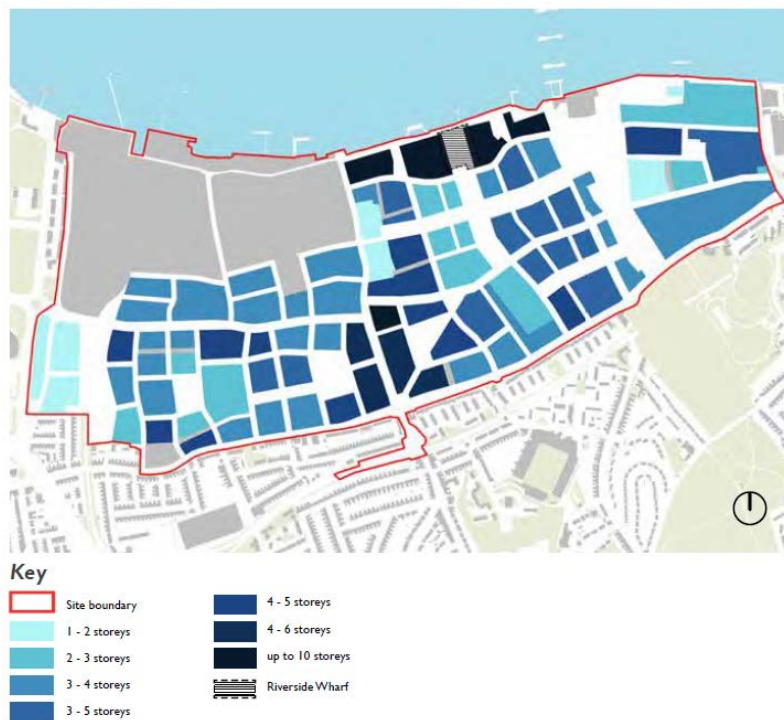 Key
Site boundary
1 - 2 storeys
2 - 3 storeys
3 - 4 storeys
3 - 5 storeys
4 - 5 storeys
4 - 6 storeys
up to 10 storeys
Riverside Wharf